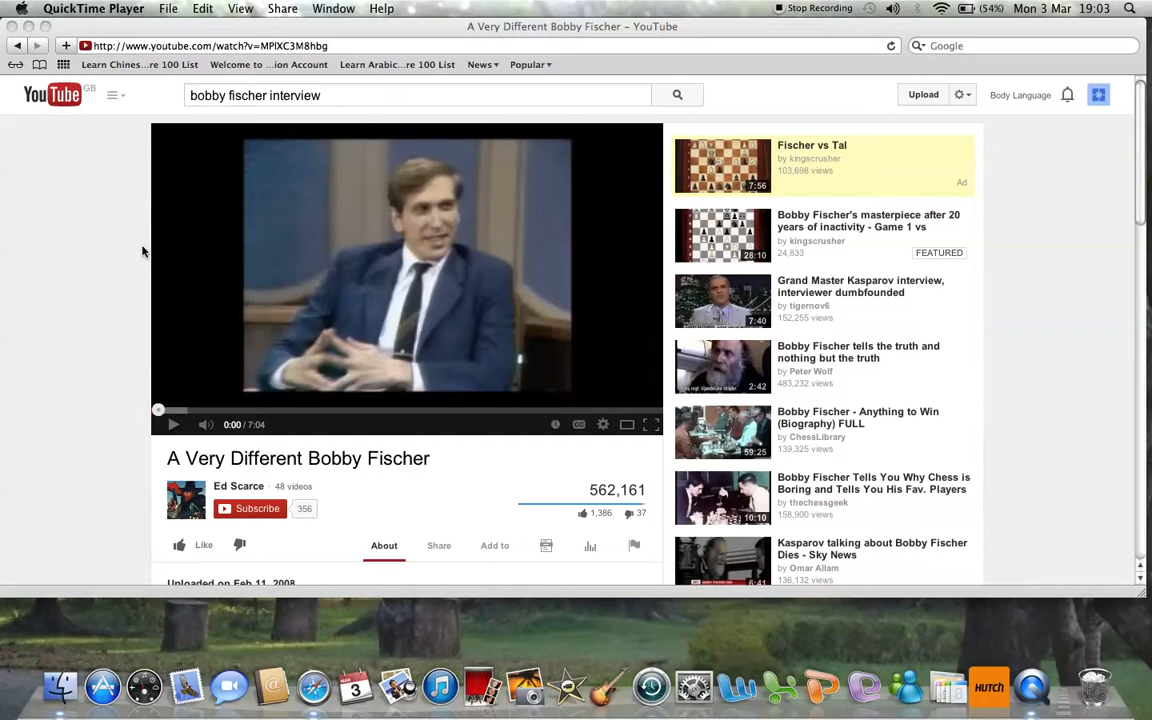 QuickTime Player File Edit View Share Window Help Stop Recording (54%) Mon 3 Mar 19:03
A Very Different Bobby Fischer – YouTube
http://www.youtube.com/watch?v=MPIXC3M8hbg
Google
Learn Chines...re 100 List Welcome to ...ion Account Learn Arabic...re 100 List News Popular
YouTube GB
bobby fischer interview
Upload
Body Language
Fischer vs Tal
by kingscrusher
103,698 views
Ad
7:56
Bobby Fischer's masterpiece after 20
years of inactivity - Game 1 vs
by kingscrusher
24,833
FEATURED
28:10
Grand Master Kasparov interview,
interviewer dumbfounded
by tigernov6
152,255 views
7:40
Bobby Fischer tells the truth and
nothing but the truth
by Peter Wolf
483,232 views
2:42
Bobby Fischer - Anything to Win
(Biography) FULL
by ChessLibrary
139,325 views
59:25
Bobby Fischer Tells You Why Chess is
Boring and Tells You His Fav. Players
by thechessgeek
158,900 views
10:10
Kasparov talking about Bobby Fischer
Dies - Sky News
by Omar Allam
136,132 views
6:41
0:00 / 7:04
CC
A Very Different Bobby Fischer
Ed Scarce · 48 videos
Subscribe 356
562,161
1,386 37
Like
About Share Add to
Uploaded on Feb 11, 2008
MAR
3
HUTCH